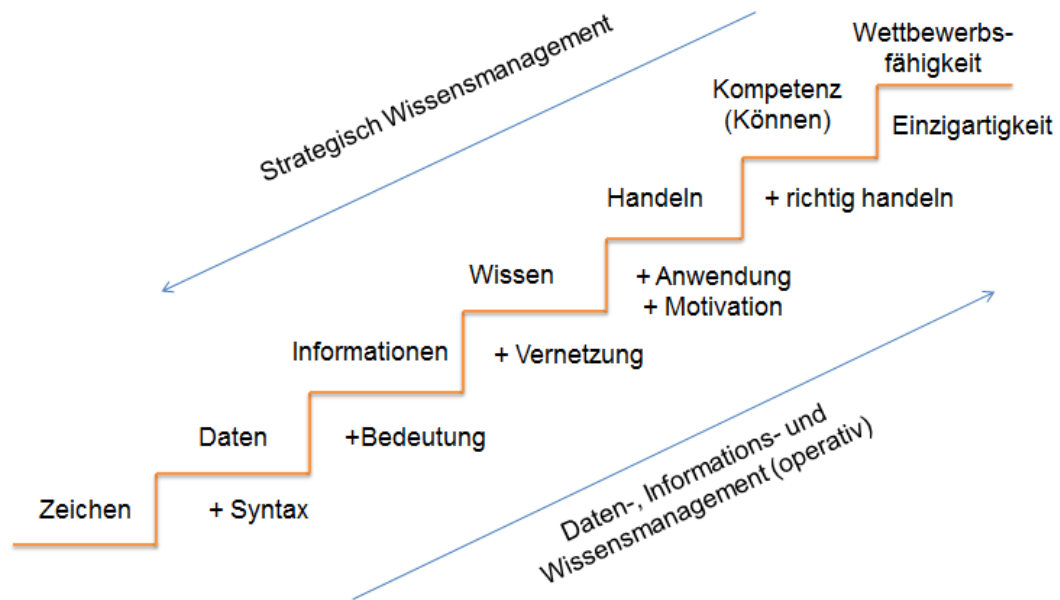 Strategisch Wissensmanagement
Wettbewerbs-
fähigkeit
Kompetenz
(Können)
Einzigartigkeit
Handeln
+ richtig handeln
Wissen
+ Anwendung
+ Motivation
Informationen
+ Vernetzung
Daten
+Bedeutung
Zeichen
+ Syntax
Daten-, Informations- und
Wissensmanagement (operativ)